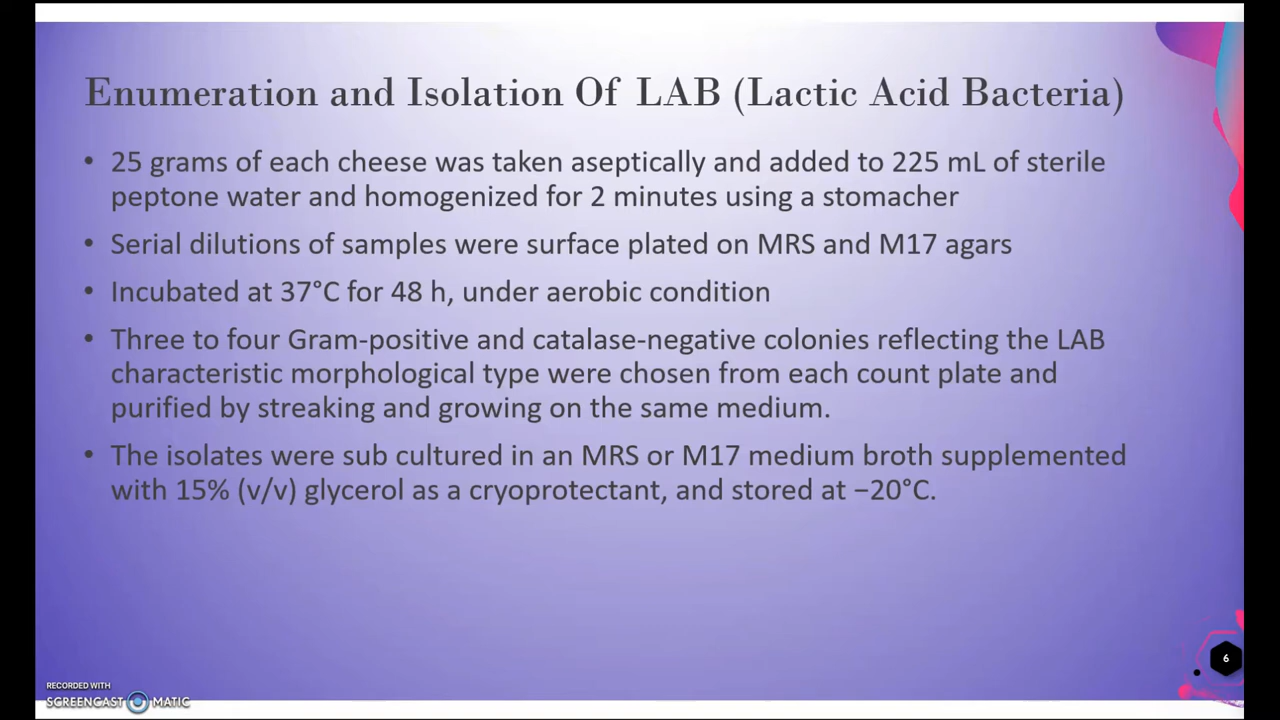 Enumeration and Isolation Of LAB (Lactic Acid Bacteria)
• 25 grams of each cheese was taken aseptically and added to 225 mL of sterile
peptone water and homogenized for 2 minutes using a stomacher
• Serial dilutions of samples were surface plated on MRS and M17 agars
• Incubated at 37°C for 48 h, under aerobic condition
• Three to four Gram-positive and catalase-negative colonies reflecting the LAB
characteristic morphological type were chosen from each count plate and
purified by streaking and growing on the same medium.
• The isolates were sub cultured in an MRS or M17 medium broth supplemented
with 15% (v/v) glycerol as a cryoprotectant, and stored at −20°C.
6
RECORDED WITH
SCREENCAST MATIC